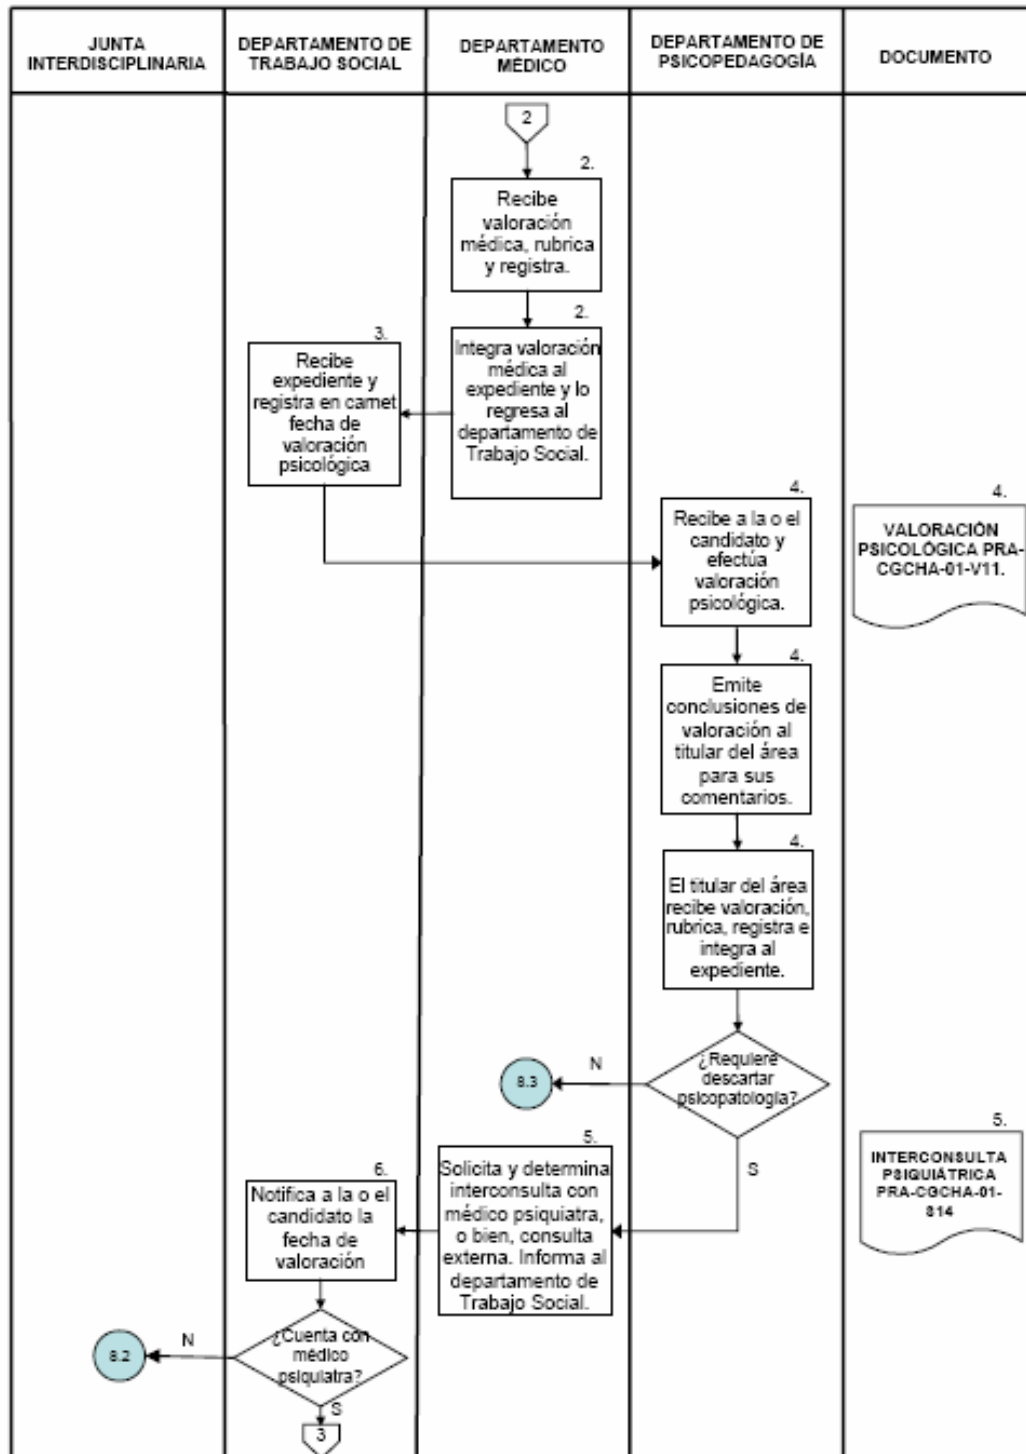 JUNTA
INTERDISCIPLINARIA
DEPARTAMENTO DE
TRABAJO SOCIAL
DEPARTAMENTO
MÉDICO
DEPARTAMENTO DE
PSICOPEDAGOGÍA
DOCUMENTO
2
2.
Recibe
valoración
médica, rubrica
y registra.
2.
Integra valoración
médica al
expediente y lo
regresa al
departamento de
Trabajo Social.
3.
Recibe
expediente y
registra en carnet
fecha de
valoración
psicológica
4.
Recibe a la o el
candidato y
efectúa
valoración
psicológica.
4.
VALORACIÓN
PSICOLÓGICA PRA-
CGCHA-01-V11.
4.
Emite
conclusiones de
valoración al
titular del área
para sus
comentarios.
4.
El titular del área
recibe valoración,
rubrica, registra e
integra al
expediente.
¿Requiere
descartar
psicopatología?
N
8.3
S
5.
Solicita y determina
interconsulta con
médico psiquiatra,
o bien, consulta
externa. Informa al
departamento de
Trabajo Social.
5.
INTERCONSULTA
PSIQUIÁTRICA
PRA-CGCHA-01-
814
6.
Notifica a la o el
candidato la
fecha de
valoración
¿Cuenta con
médico
psiquiatra?
N
8.2
S
3